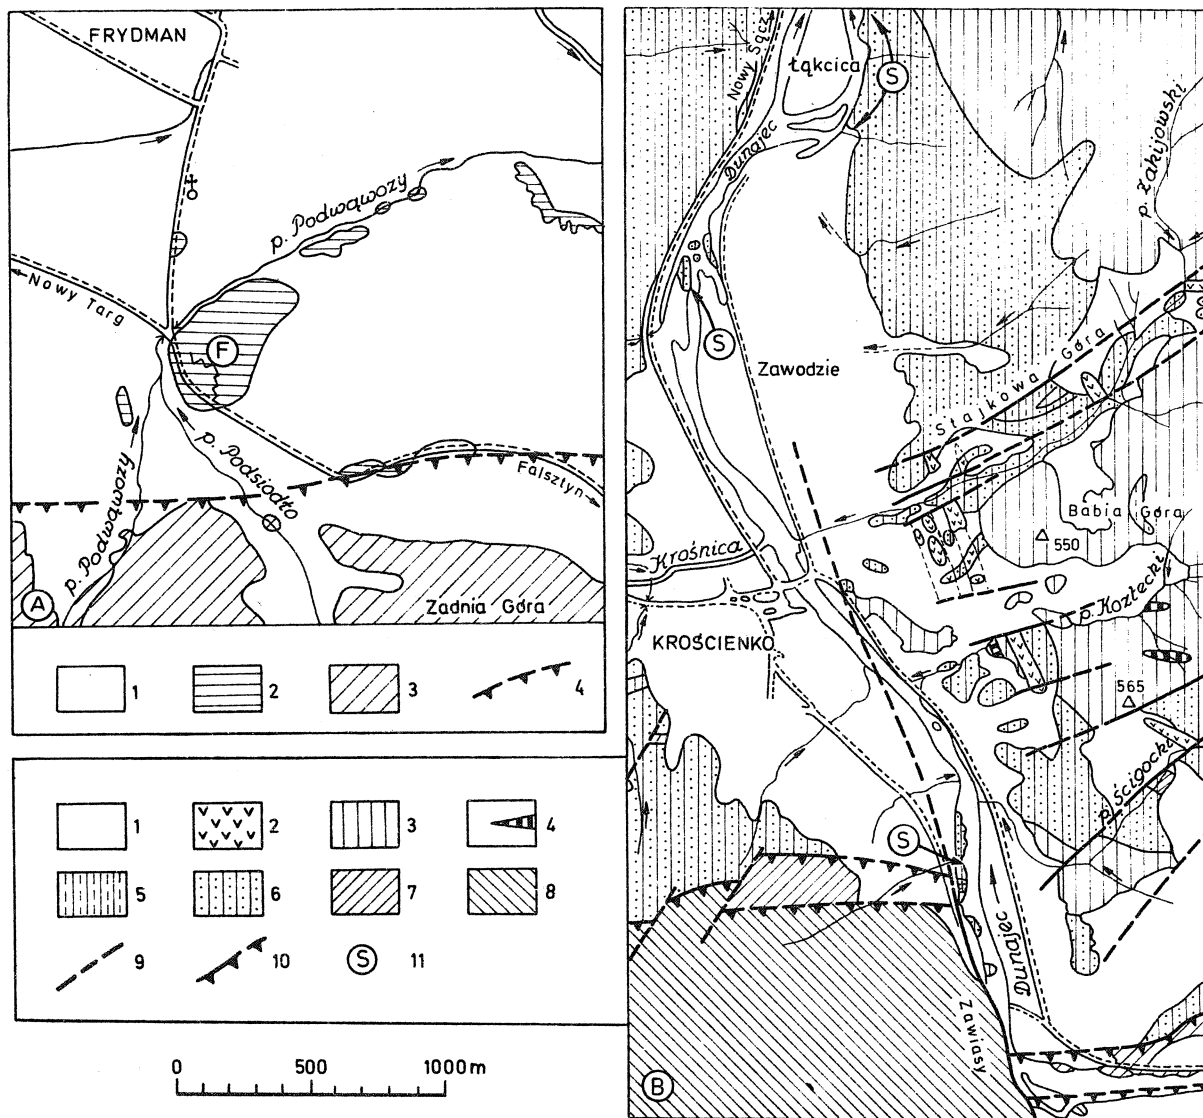 FRYDMAN
p. Podwąwozy
Nowy Targ
F
p. Podsiodło
Falsztyn
p. Podwąwozy
A
Zadnia Góra
1
2
3
4
1
2
3
4
5
6
7
8
9
10
S
11
0
500
1000 m
Nowy Sącz
Łąkcica
S
Dunajec
p. Zakijowski
S
Zawodzie
Stajkowa Góra
Babia Góra
550
Krośnica
p. Kozłecki
KROŚCIENKO
565
p. Ścigocki
S
Dunajec
Zawiasy
B